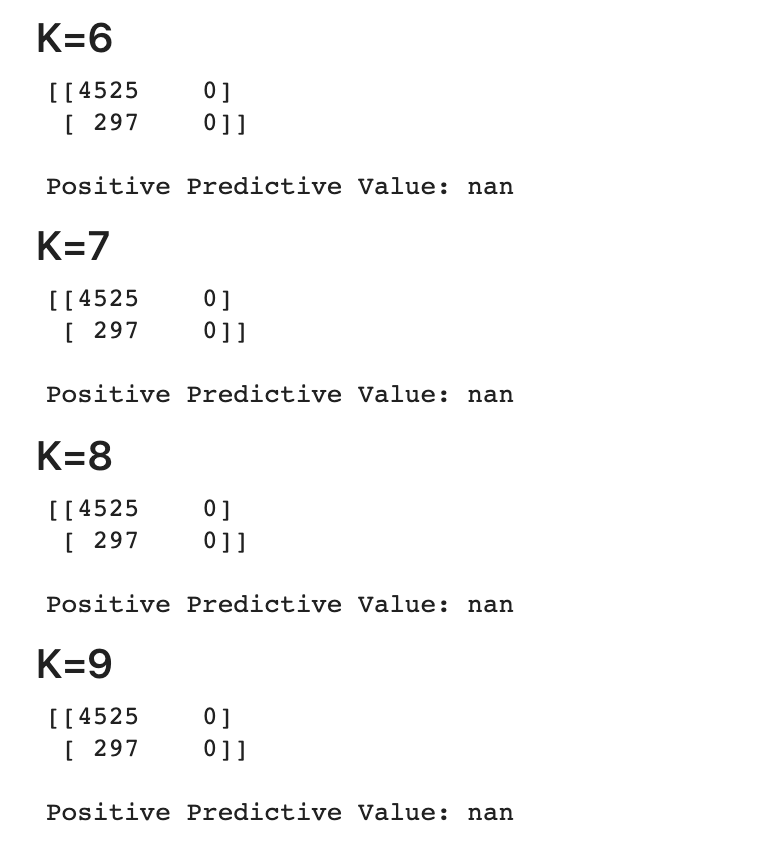 K=6
[[4525    0]
 [ 297    0]]
Positive Predictive Value: nan
K=7
[[4525    0]
 [ 297    0]]
Positive Predictive Value: nan
K=8
[[4525    0]
 [ 297    0]]
Positive Predictive Value: nan
K=9
[[4525    0]
 [ 297    0]]
Positive Predictive Value: nan